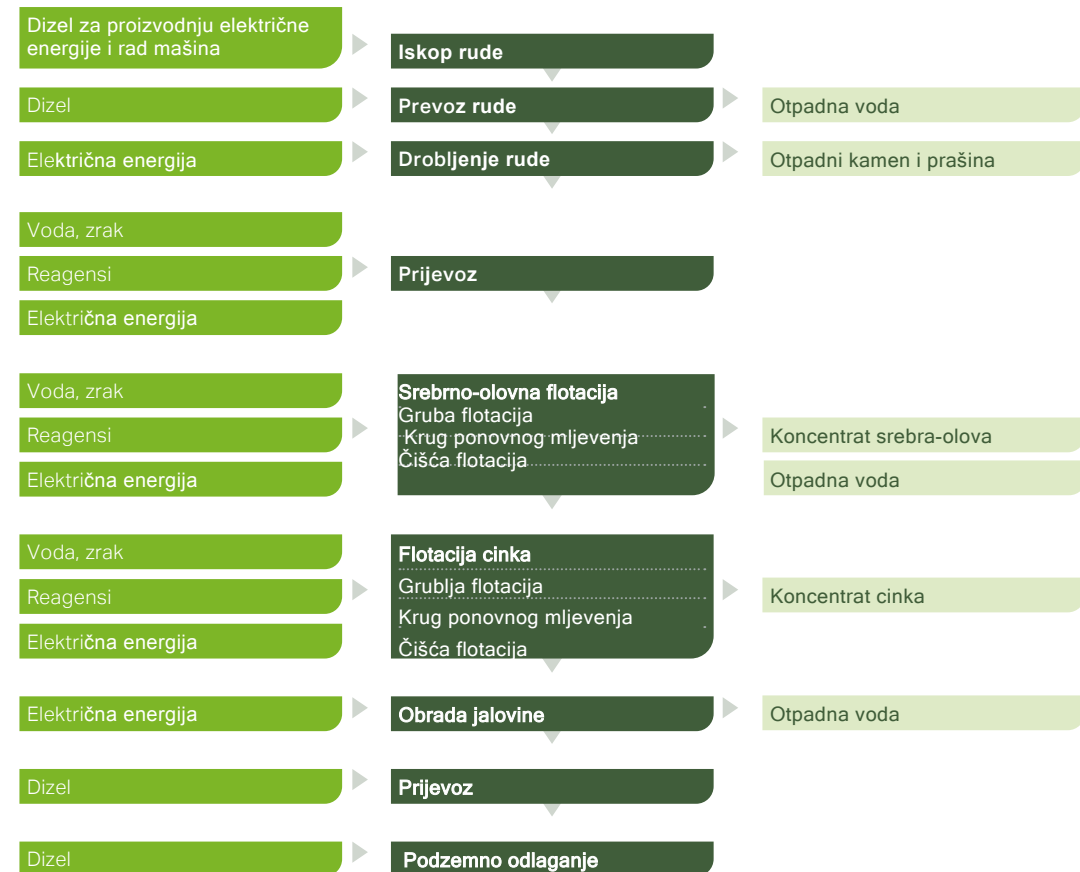 Dizel za proizvodnju električne
energije i rad mašina
Iskop rude
Dizel
Prevoz rude
Otpadna voda
Električna energija
Drobljenje rude
Otpadni kamen i prašina
Voda, zrak
Reagensi
Prijevoz
Električna energija
Voda, zrak
Reagensi
Električna energija
Srebrno-olovna flotacija
Gruba flotacija
Krug ponovnog mljevenja
Čišća flotacija
Koncentrat srebra-olova
Otpadna voda
Voda, zrak
Reagensi
Električna energija
Flotacija cinka
Grublja flotacija
Krug ponovnog mljevenja
Čišća flotacija
Koncentrat cinka
Električna energija
Obrada jalovine
Otpadna voda
Dizel
Prijevoz
Dizel
Podzemno odlaganje